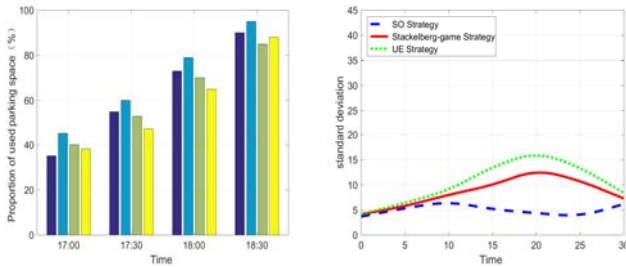 Proportion of used parking space （%）
100
80
60
40
20
0
17:00 17:30 18:00 18:30
Time
standard deviation
45
40
35
30
25
20
15
10
5
0
SO Strategy
Stackelberg-game Strategy
UE Strategy
0 5 10 15 20 25 30
Time